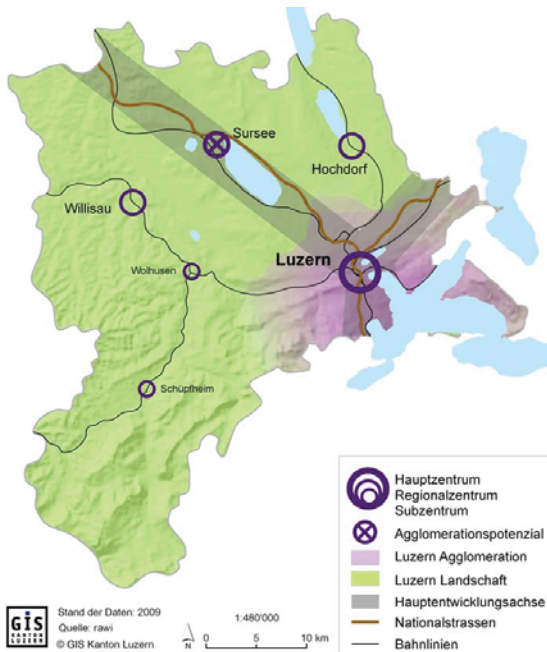 Sursee
Hochdorf
Willisau
Luzern
Wolhusen
Schüpfheim
Hauptzentrum
Regionalzentrum
Subzentrum
Agglomerationspotenzial
Luzern Agglomeration
Luzern Landschaft
Hauptentwicklungsachse
Nationalstrassen
Bahnlinien
GIS
KANTON
LUZERN
Stand der Daten: 2009
Quelle: rawi
© GIS Kanton Luzern
N
1:480'000
0 5 10 km